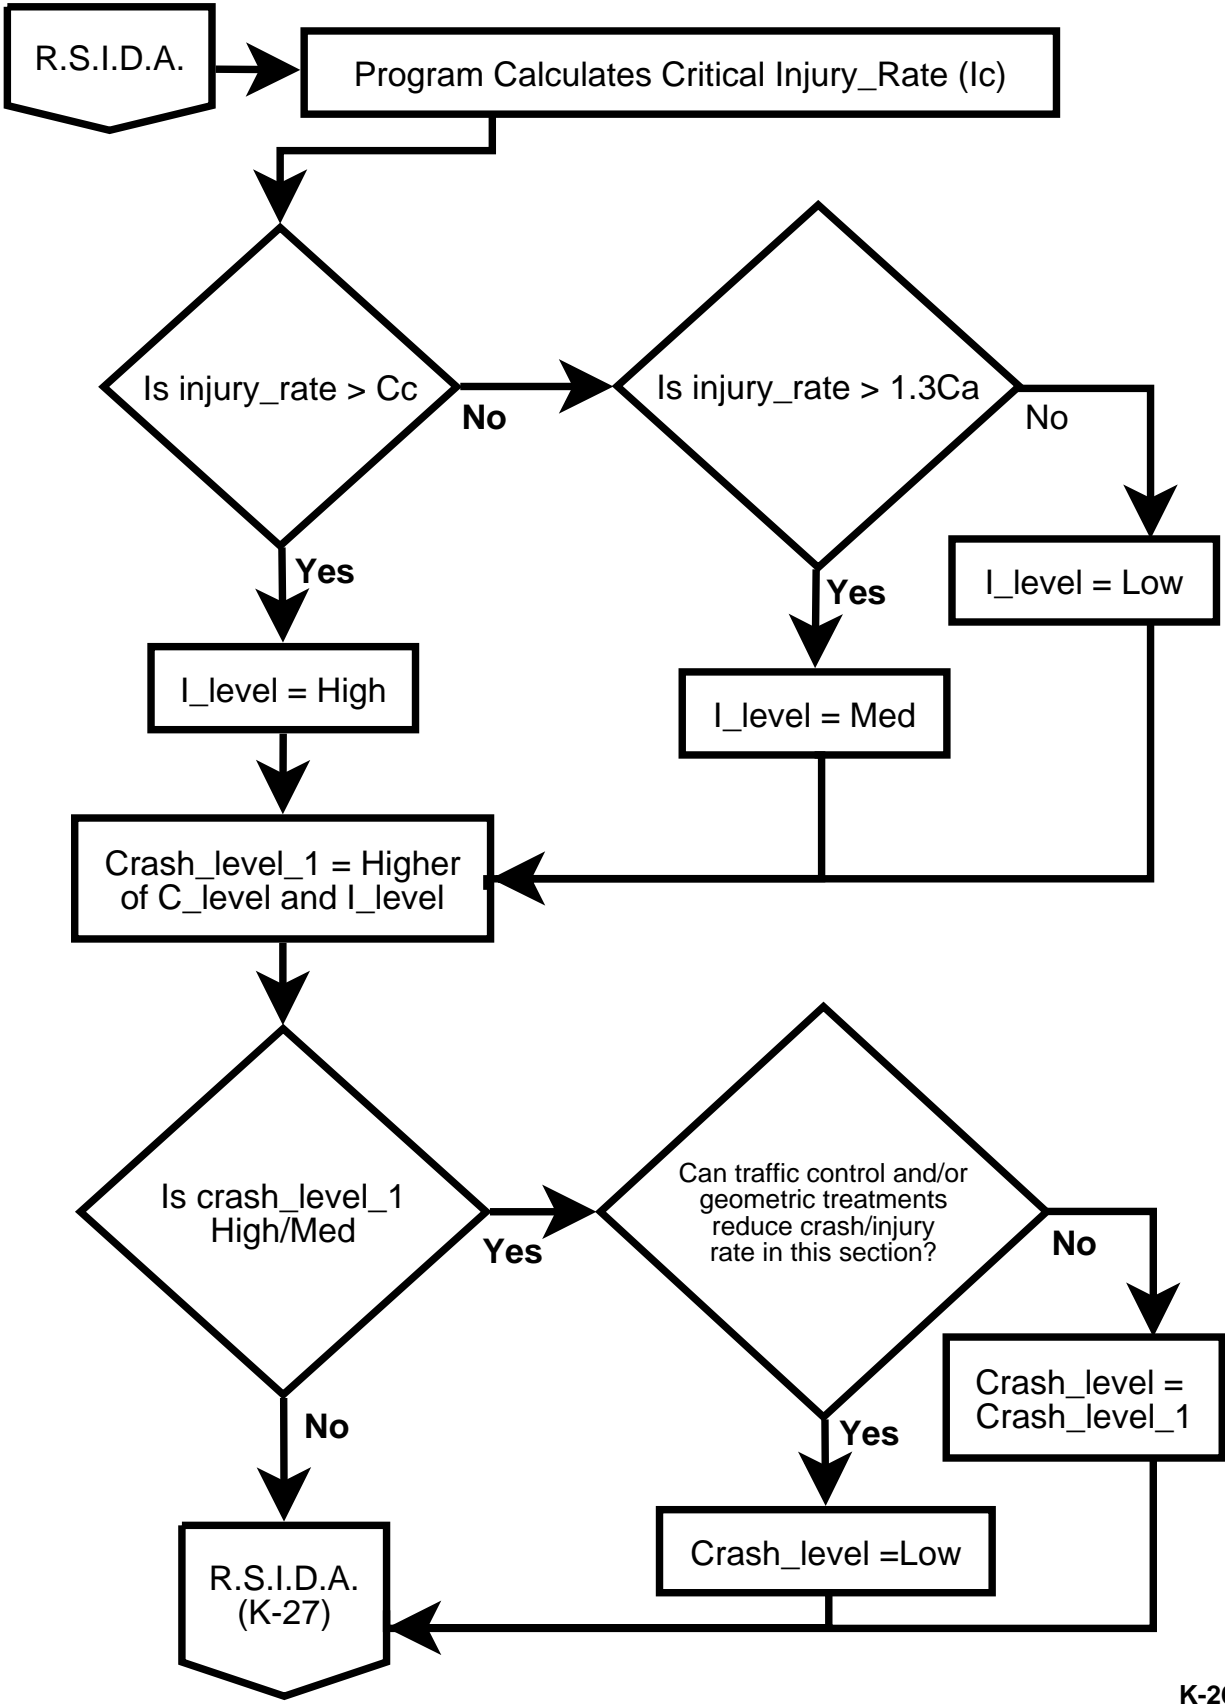 R.S.I.D.A.
Program Calculates Critical Injury_Rate (Ic)
Is injury_rate > Cc
No
Is injury_rate > 1.3Ca
No
Yes
Yes
I_level = Low
I_level = High
I_level = Med
Crash_level_1 = Higher
of C_level and I_level
Is crash_level_1
High/Med
Yes
Can traffic control and/or
geometric treatments
reduce crash/injury
rate in this section?
No
Crash_level =
Crash_level_1
No
Yes
Crash_level =Low
R.S.I.D.A.
(K-27)